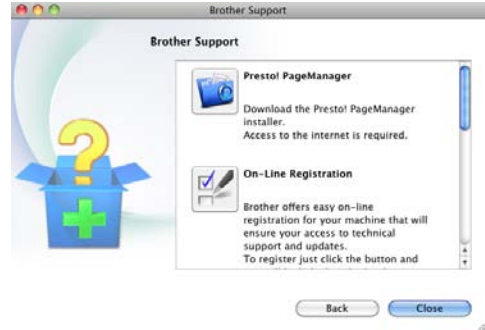 Brother Support
Brother Support
Presto! PageManager
Download the Presto! PageManager
installer.
Access to the internet is required.
On-Line Registration
Brother offers easy on-line
registration for your machine that will
ensure your access to technical
support and updates.
To register just click the button and
Back
Close